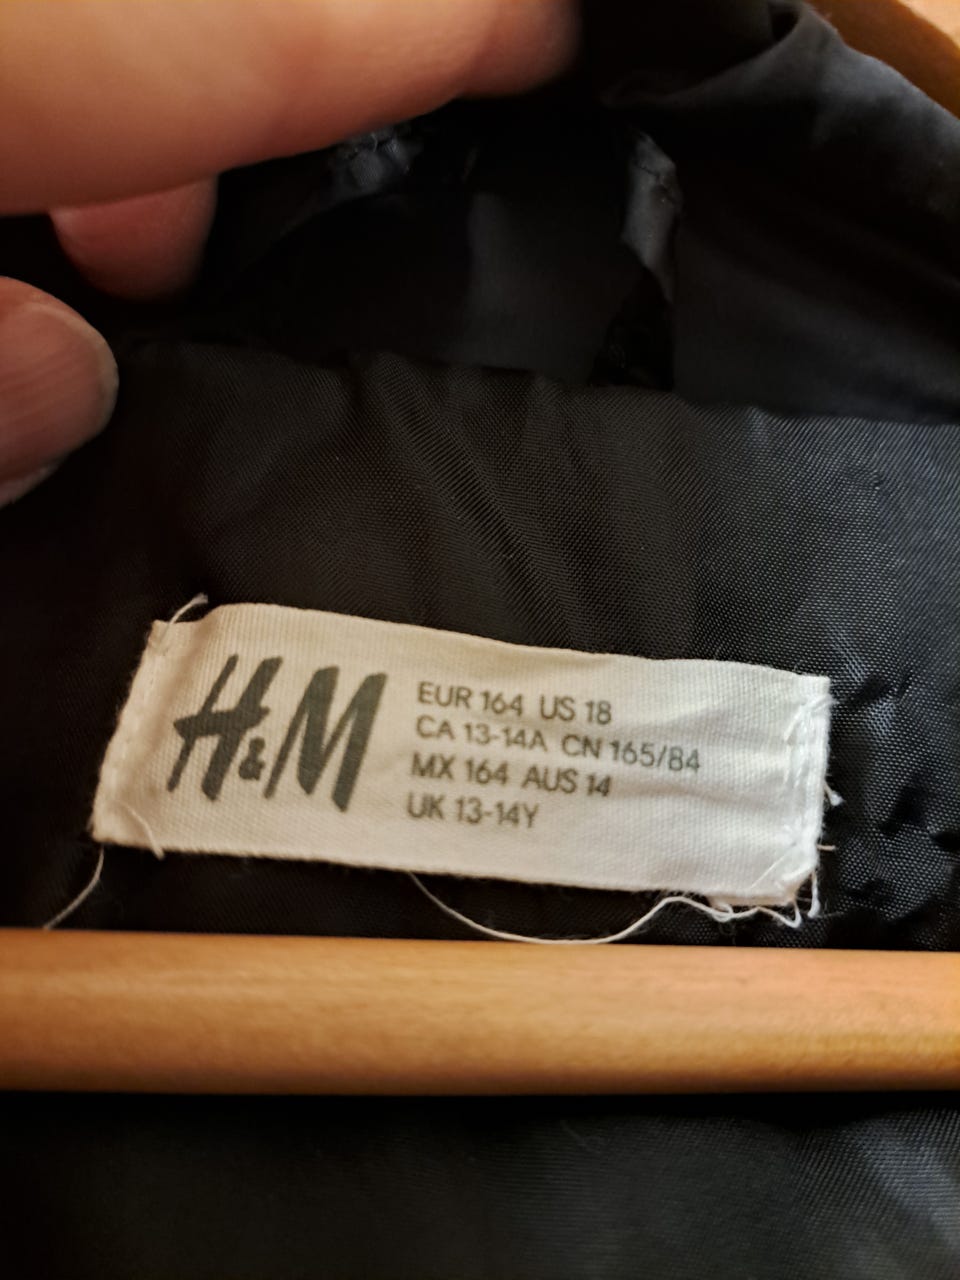 H&M
EUR 164 US 18
CA 13-14A CN 165/84
MX 164 AUS 14
UK 13-14Y